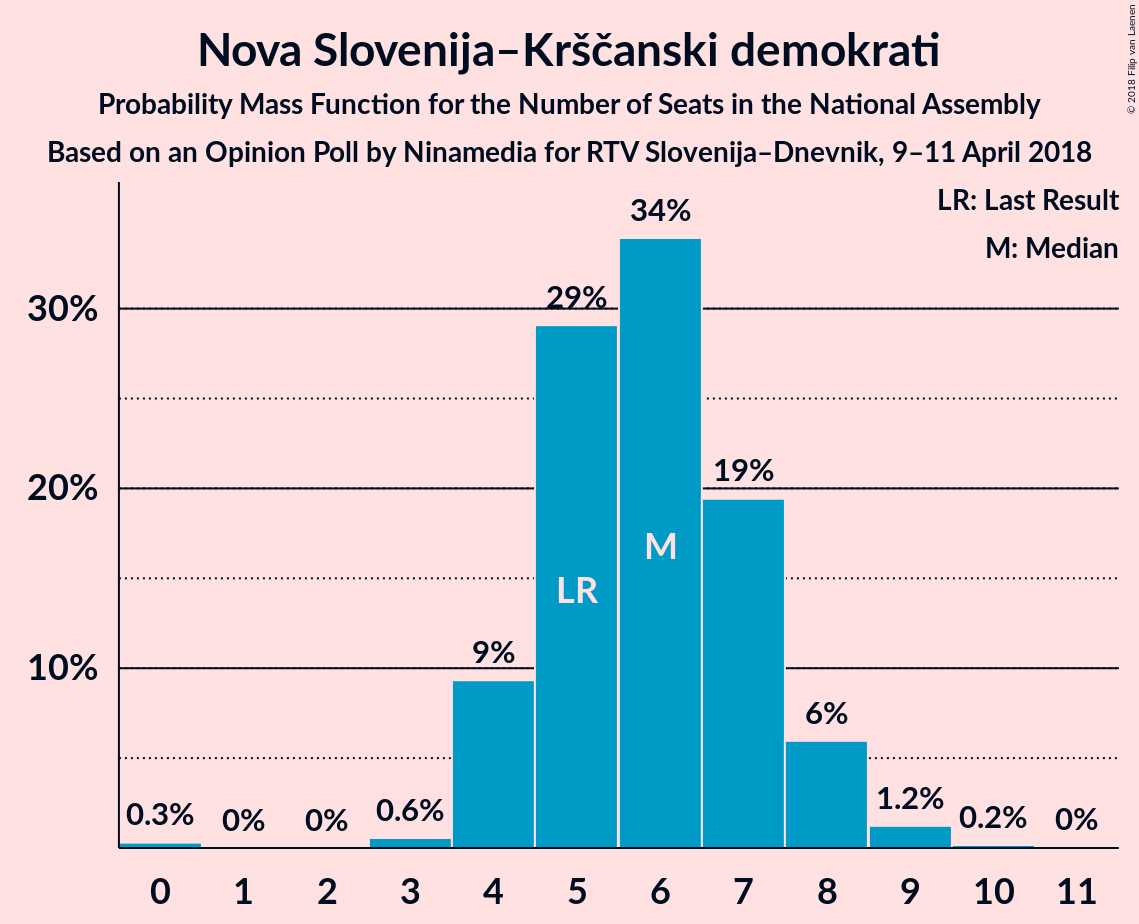 Nova Slovenija–Krščanski demokrati
Probability Mass Function for the Number of Seats in the National Assembly
Based on an Opinion Poll by Ninamedia for RTV Slovenija–Dnevnik, 9–11 April 2018
© 2018 Filip van Laenen
LR: Last Result
M: Median
34%
29%
30%
19%
20%
M
LR
9%
10%
6%
0.3%
0%
0%
0.6%
1.2%
0.2%
0%
0 1 2 3 4 5 6 7 8 9 10 11